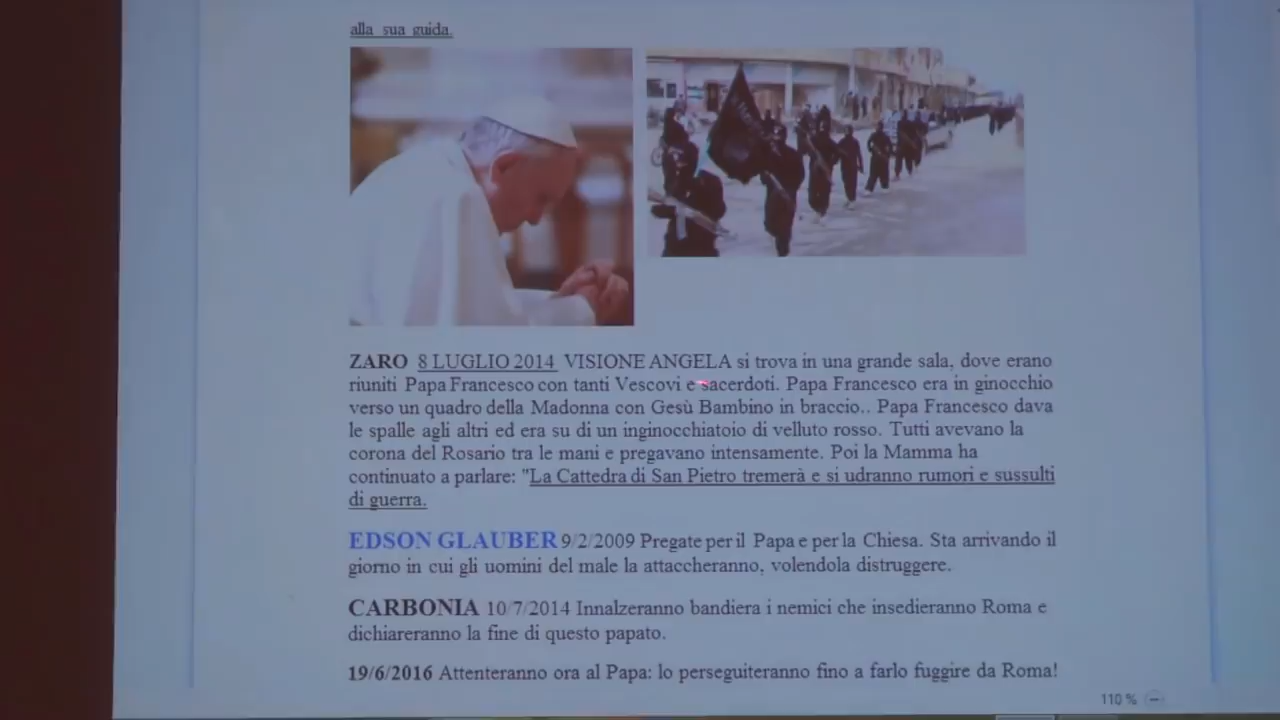 alla sua guida.
ZARO 8 LUGLIO 2014 VISIONE ANGELA si trova in una grande sala, dove erano
riuniti Papa Francesco con tanti Vescovi e sacerdoti. Papa Francesco era in ginocchio
verso un quadro della Madonna con Gesù Bambino in braccio.. Papa Francesco dava
le spalle agli altri ed era su di un inginocchiatoio di velluto rosso. Tutti avevano la
corona del Rosario tra le mani e pregavano intensamente. Poi la Mamma ha
continuato a parlare: "La Cattedra di San Pietro tremerà e si udranno rumori e sussulti
di guerra.
EDSON GLAUBER 9/2/2009 Pregate per il Papa e per la Chiesa. Sta arrivando il
giorno in cui gli uomini del male la attaccheranno, volendola distruggere.
CARBONIA 10/7/2014 Innalzeranno bandiera i nemici che insedieranno Roma e
dichiareranno la fine di questo papato.
19/6/2016 Attenteranno ora al Papa: lo perseguiteranno fino a farlo fuggire da Roma!
110 %